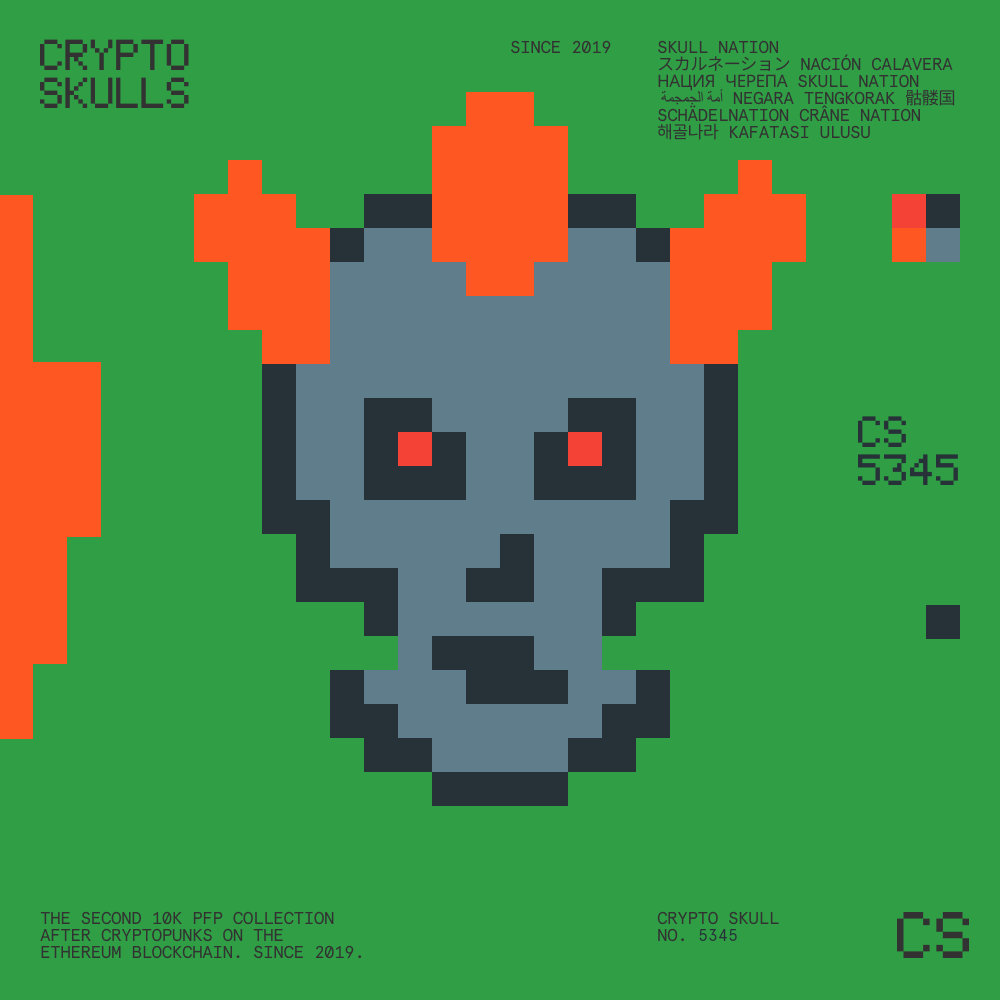 CRYPTO
SKULLS
SINCE 2019
SKULL NATION
スカルネーション NACIÓN CALAVERA
НАЦИЯ ЧЕРЕПА SKULL NATION
أمة الجمجمة NEGARA TENGKORAK 骷髅国
SCHÄDELNATION CRÂNE NATION
해골나라 KAFATASI ULUSU
CS
5345
THE SECOND 10K PFP COLLECTION
AFTER CRYPTOPUNKS ON THE
ETHEREUM BLOCKCHAIN. SINCE 2019.
CRYPTO SKULL
NO. 5345
CS